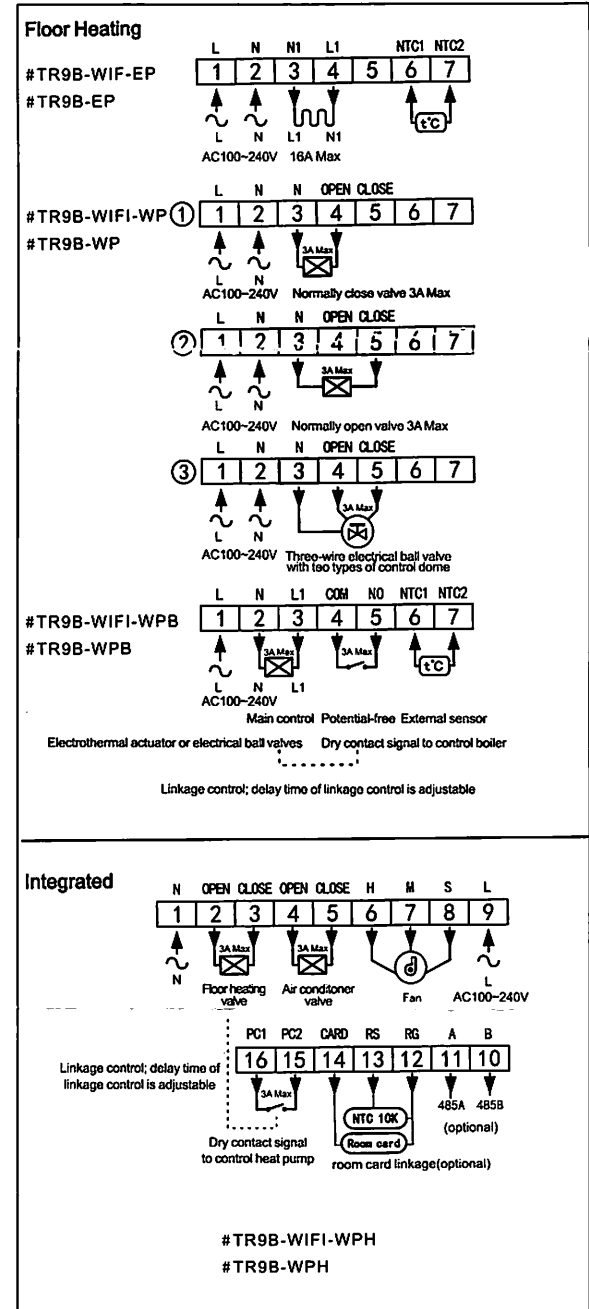 Floor Heating
L N N1 L1 NTC1 NTC2
#TR9B-WIF-EP 1 2 3 4 5 6 7
#TR9B-EP
t°C
L N L1 N1
AC100~240V 16A Max
L N N OPEN CLOSE
#TR9B-WIFI-WP ① 1 2 3 4 5 6 7
#TR9B-WP
3A Max
L N
AC100~240V Normally close valve 3A Max
L N N OPEN CLOSE
② 1 2 3 4 5 6 7
3A Max
L N
AC100~240V Normally open valve 3A Max
L N N OPEN CLOSE
③ 1 2 3 4 5 6 7
3A Max
L N
AC100~240V Three-wire electrical ball valve
with teo types of control dome
L N L1 COM NO NTC1 NTC2
#TR9B-WIFI-WPB 1 2 3 4 5 6 7
#TR9B-WPB
3A Max 3A Max
t°C
L N L1
AC100~240V
Main control Potential-free External sensor
Electrothermal actuator or electrical ball valves Dry contact signal to control boiler
Linkage control; delay time of linkage control is adjustable
Integrated
N OPEN CLOSE OPEN CLOSE H M S L
1 2 3 4 5 6 7 8 9
3A Max 3A Max
N Floor heating Air conditoner Fan L
valve valve AC100~240V
PC1 PC2 CARD RS RG A B
16 15 14 13 12 11 10
Linkage control; delay time of
linkage control is adjustable
3A Max
NTC 10K
485A 485B
(optional)
Room card
Dry contact signal
to control heat pump
room card linkage(optional)
#TR9B-WIFI-WPH
#TR9B-WPH